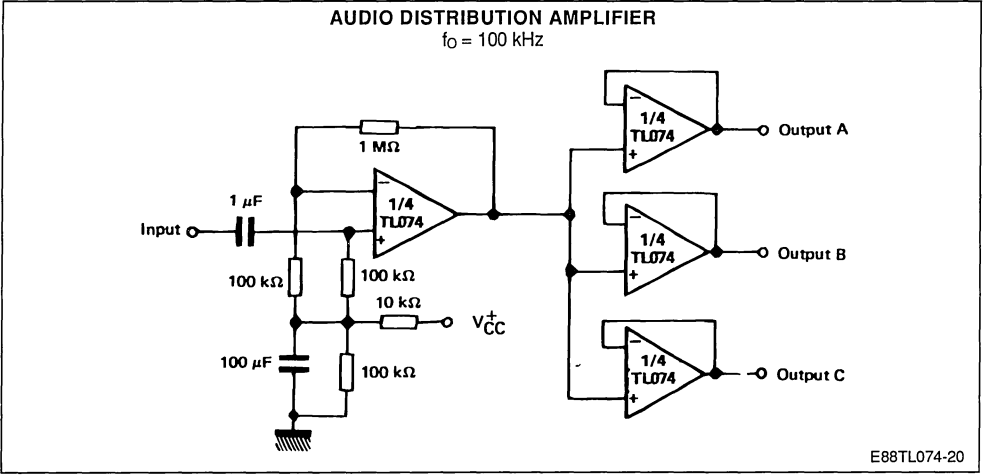 AUDIO DISTRIBUTION AMPLIFIER
fO = 100 kHz
1/4
TL074
Output A
1 MΩ
1 μF
Input
1/4
TL074
1/4
TL074
Output B
100 kΩ
100 kΩ
10 kΩ
V+CC
100 μF
100 kΩ
1/4
TL074
Output C
E88TL074-20